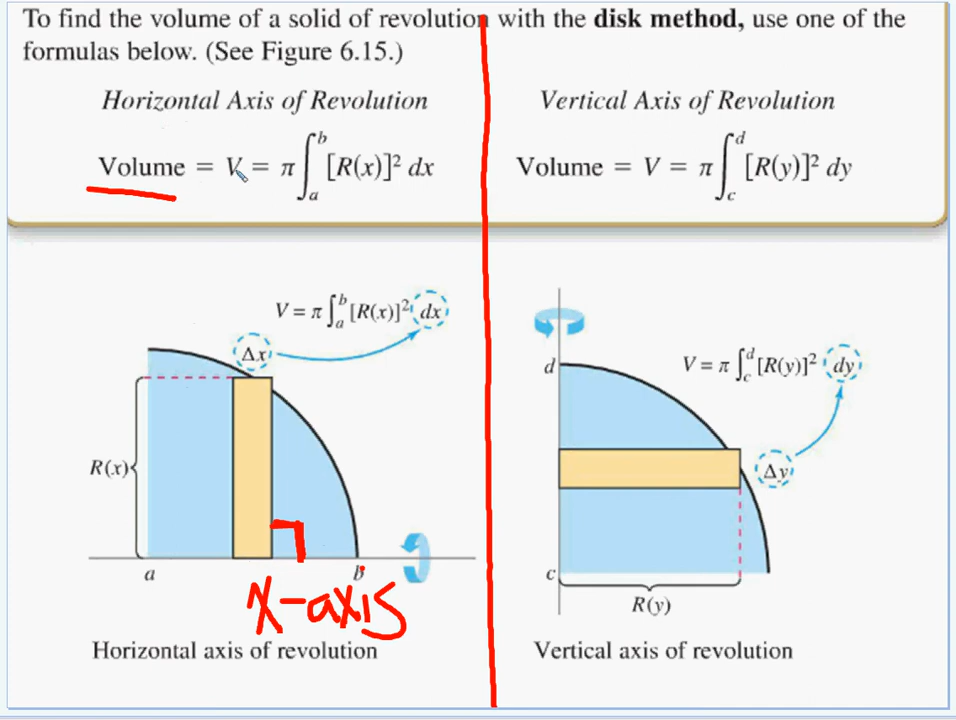 To find the volume of a solid of revolution with the disk method, use one of the
formulas below. (See Figure 6.15.)
Horizontal Axis of Revolution
Volume = V = π ∫_a^b [R(x)]² dx
Vertical Axis of Revolution
Volume = V = π ∫_c^d [R(y)]² dy
V = π ∫_a^b [R(x)]² dx
Δx
R(x)
a
b
x-axis
Horizontal axis of revolution
d
V = π ∫_c^d [R(y)]² dy
Δy
c
R(y)
Vertical axis of revolution